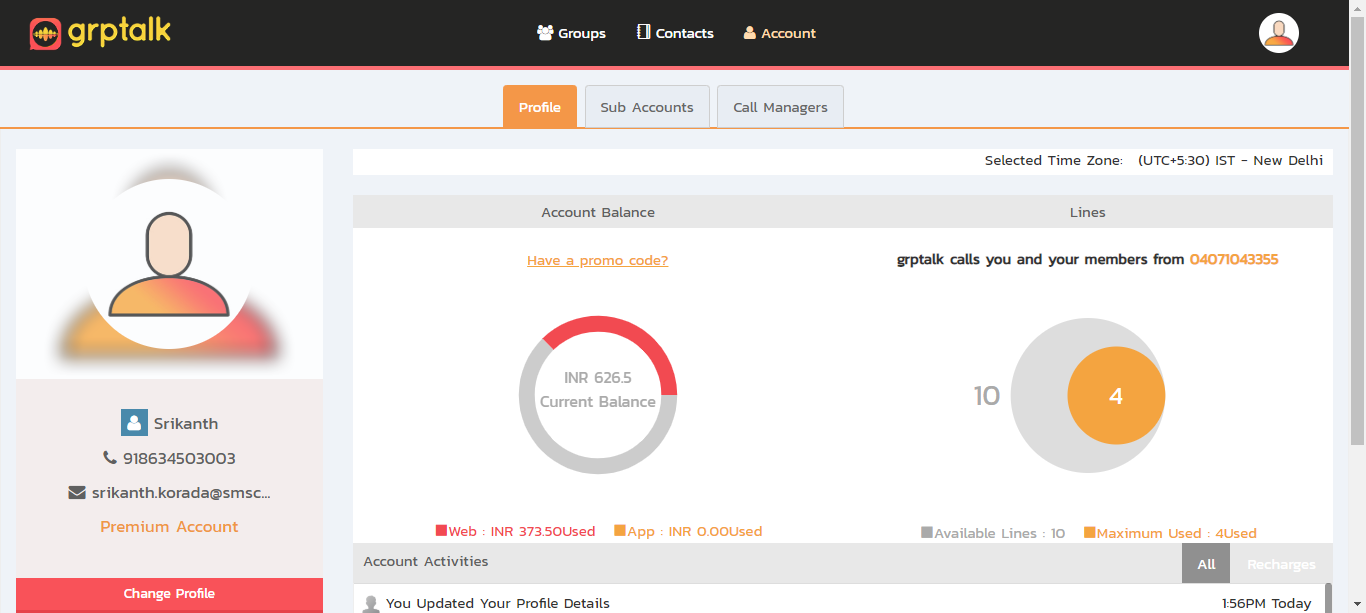 grptalk
Groups Contacts Account
Profile Sub Accounts Call Managers
Selected Time Zone: (UTC+5:30) IST - New Delhi
Account Balance Lines
Have a promo code? grptalk calls you and your members from 04071043355
INR 626.5
Current Balance
10 4
Srikanth
918634503003
srikanth.korada@smsc...
Premium Account
Web : INR 373.50Used App : INR 0.00Used Available Lines : 10 Maximum Used : 4Used
Account Activities All Recharges
Change Profile
You Updated Your Profile Details 1:56PM Today